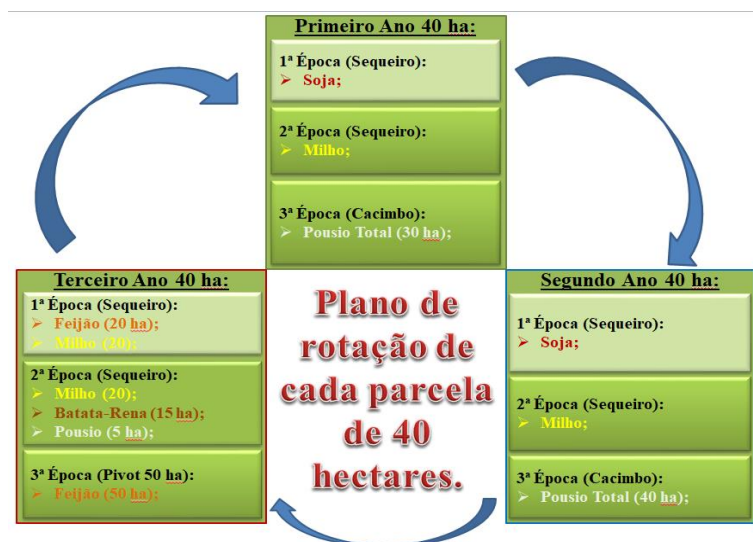 Primeiro Ano 40 ha:
1ª Época (Sequeiro):
➢ Soja;
2ª Época (Sequeiro):
➢ Milho;
3ª Época (Cacimbo):
➢ Pousio Total (30 ha);
Segundo Ano 40 ha:
1ª Época (Sequeiro):
➢ Soja;
2ª Época (Sequeiro):
➢ Milho;
3ª Época (Cacimbo):
➢ Pousio Total (40 ha);
Terceiro Ano 40 ha:
1ª Época (Sequeiro):
➢ Feijão (20 ha);
➢ Milho (20);
2ª Época (Sequeiro):
➢ Milho (20);
➢ Batata-Rena (15 ha);
➢ Pousio (5 ha);
3ª Época (Pivot 50 ha):
➢ Feijão (50 ha);
Plano de
rotação de
cada parcela
de 40
hectares.